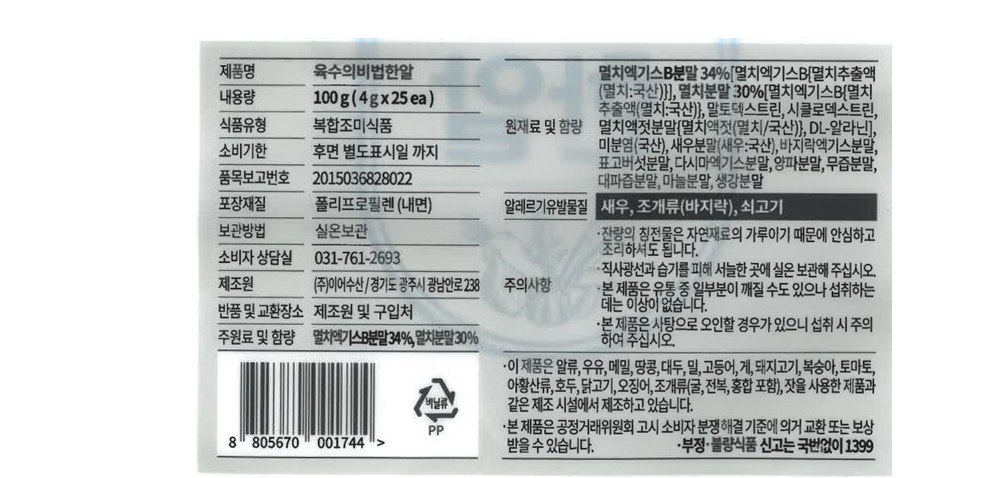 제품명 육수의비법한알
내용량 100g ( 4g x 25ea )
식품유형 복합조미식품
소비기한 후면 별도표시일 까지
품목보고번호 2015036828022
포장재질 폴리프로필렌 (내면)
보관방법 실온보관
소비자 상담실 031-761-2693
제조원 (주)이어수산 / 경기도 광주시 광남안로 238
반품 및 교환장소 제조원 및 구입처
주원료 및 함량 멸치엑기스B분말 34%, 멸치분말 30%
8 805670 001744 >
바닐류
PP
원재료 및 함량
멸치엑기스B분말 34%[멸치엑기스B{멸치추출액
(멸치:국산)}], 멸치분말 30%[멸치엑기스B{멸치
추출액(멸치:국산)}, 말토덱스트린, 시클로덱스트린,
멸치액젓분말{멸치액젓(멸치/국산)}, DL-알라닌],
미분염(국산), 새우분말(새우:국산), 바지락엑기스분말,
표고버섯분말, 다시마엑기스분말, 양파분말, 무즙분말,
대파즙분말, 마늘분말, 생강분말
알레르기유발물질 새우, 조개류(바지락), 쇠고기
주의사항
·잔량의 침전물은 자연재료의 가루이기 때문에 안심하고
조리하셔도 됩니다.
·직사광선과 습기를 피해 서늘한 곳에 실온 보관해 주십시오.
·본 제품은 유통 중 일부분이 깨질 수도 있으나 섭취하는
데는 이상이 없습니다.
·본 제품은 사탕으로 오인할 경우가 있으니 섭취 시 주의
하여 주십시오.
·이 제품은 알류, 우유, 메밀, 땅콩, 대두, 밀, 고등어, 게, 돼지고기, 복숭아, 토마토,
아황산류, 호두, 닭고기, 오징어, 조개류(굴, 전복, 홍합 포함), 잣을 사용한 제품과
같은 제조 시설에서 제조하고 있습니다.
·본 제품은 공정거래위원회 고시 소비자 분쟁해결 기준에 의거 교환 또는 보상
받을 수 있습니다. ·부정·불량식품 신고는 국번없이 1399